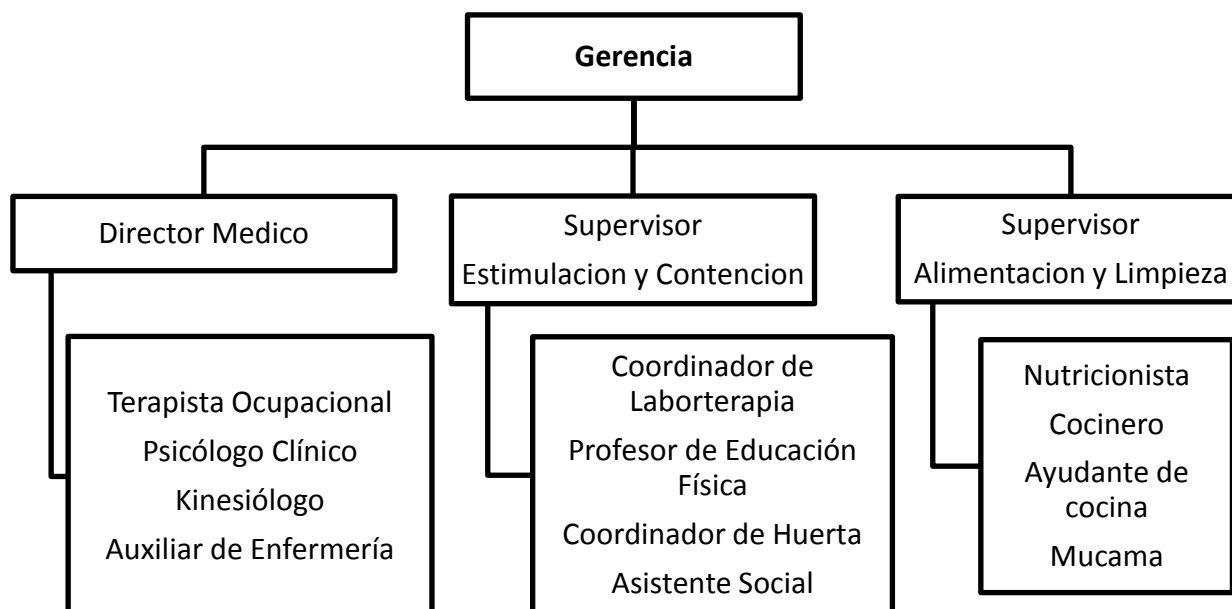 Gerencia
Director Medico
Supervisor
Estimulacion y Contencion
Supervisor
Alimentacion y Limpieza
Terapista Ocupacional
Psicólogo Clínico
Kinesiólogo
Auxiliar de Enfermería
Coordinador de
Laborterapia
Profesor de Educación
Física
Coordinador de Huerta
Asistente Social
Nutricionista
Cocinero
Ayudante de
cocina
Mucama